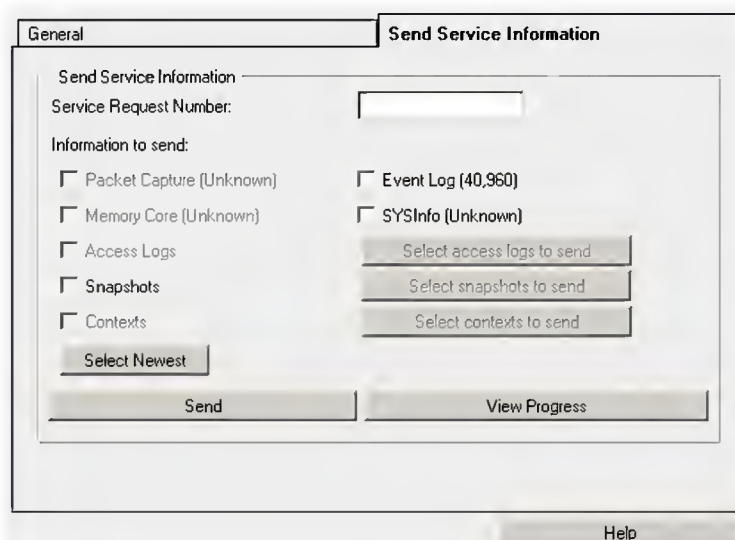 General
Send Service Information
Send Service Information
Service Request Number:
Information to send:
Packet Capture (Unknown)
Event Log (40,960)
Memory Core (Unknown)
SYSInfo (Unknown)
Access Logs
Select access logs to send
Snapshots
Select snapshots to send
Contexts
Select contexts to send
Select Newest
Send
View Progress
Help